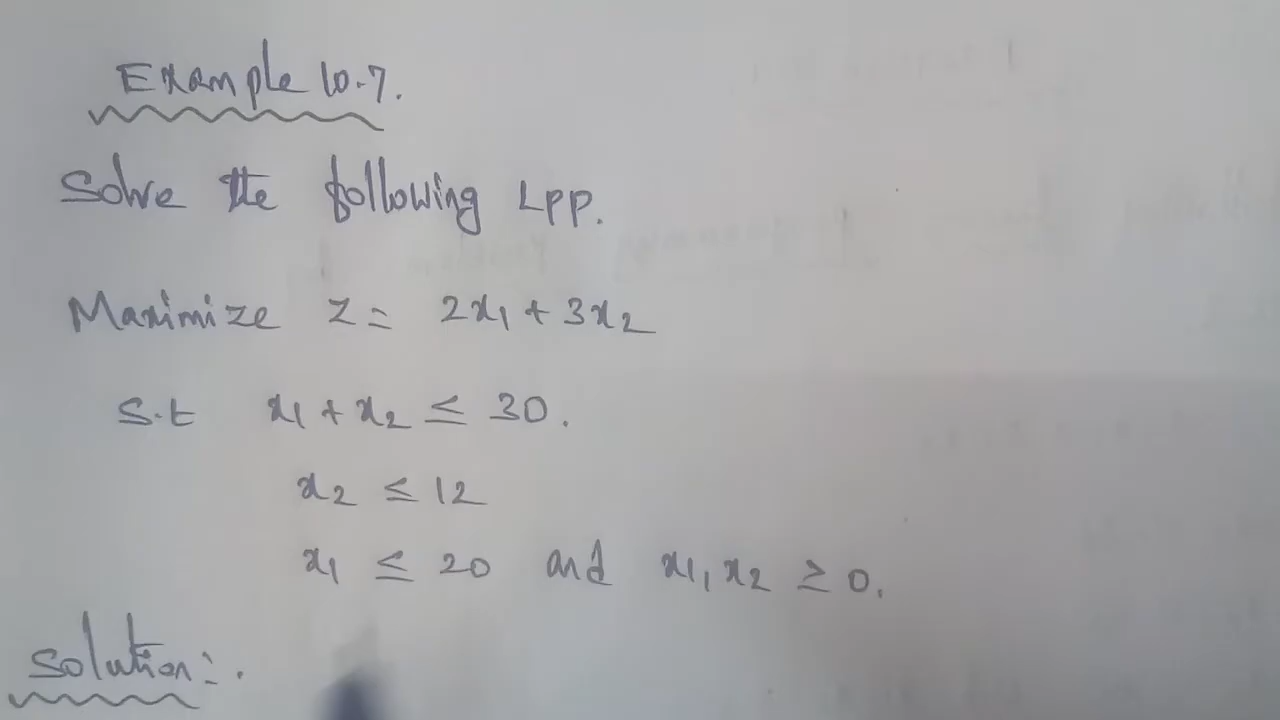 Example 10.7.
Solve the following LPP.
Maximize Z = 2x₁ + 3x₂
S.t x₁ + x₂ ≤ 30.
x₂ ≤ 12
x₁ ≤ 20 and x₁, x₂ ≥ 0.
Solution:.